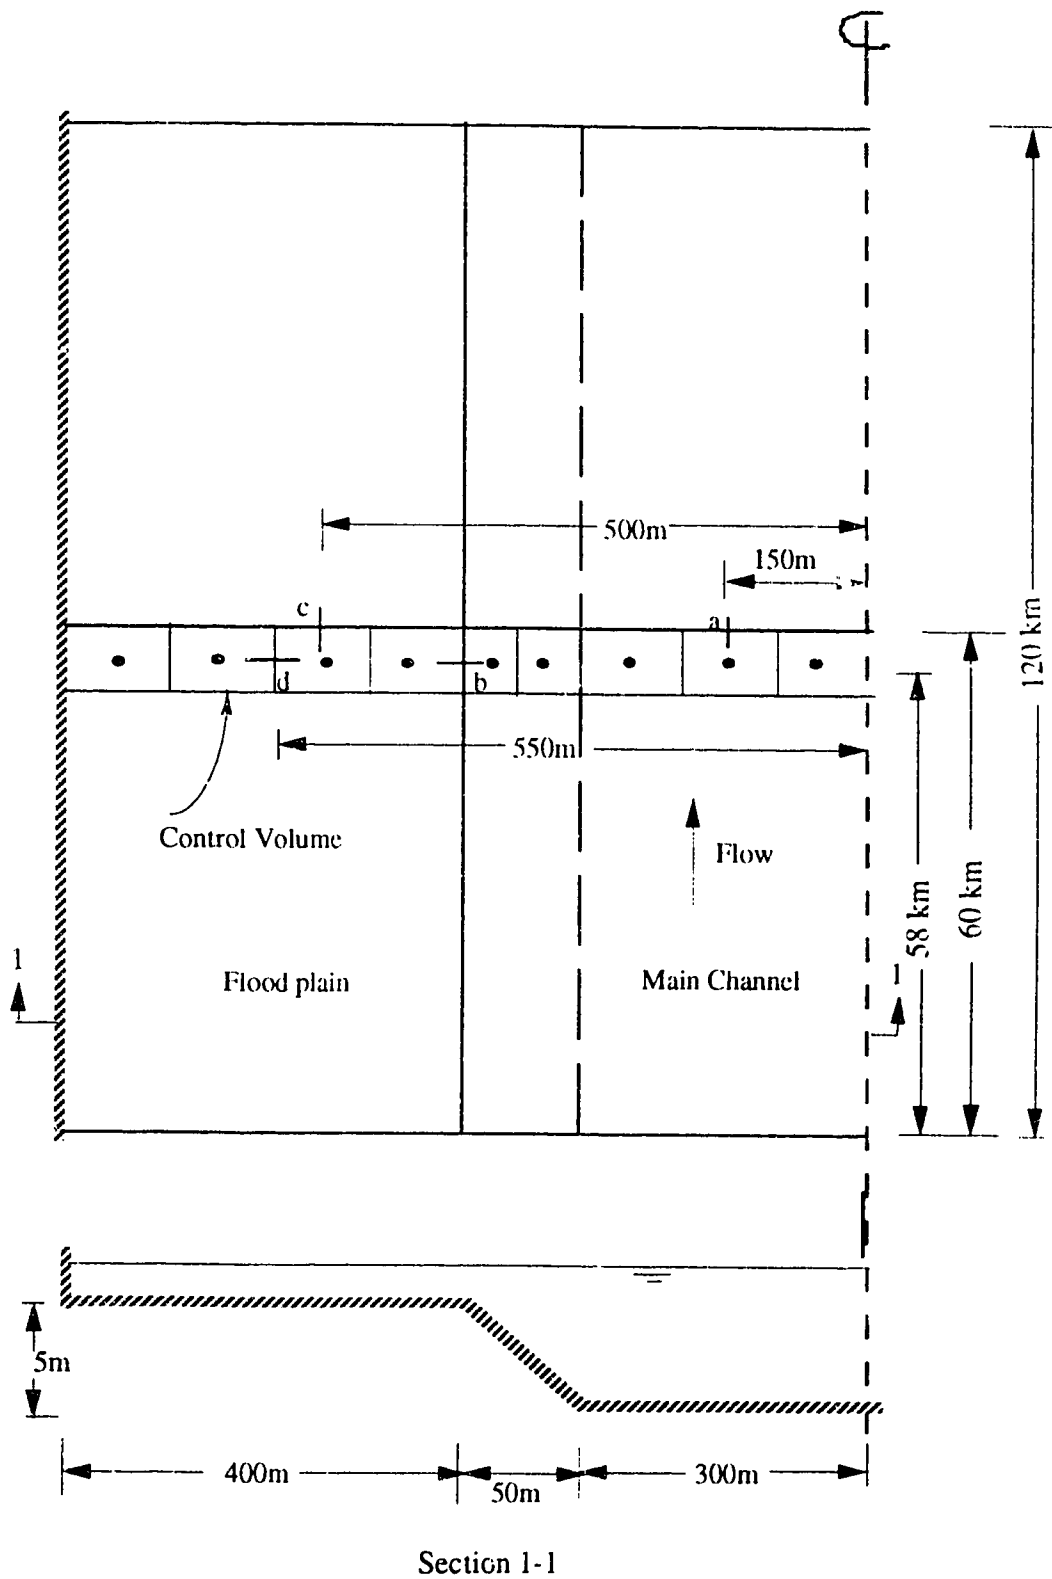 500m
150m
c
a
d
b
120 km
550m
Control Volume
Flow
58 km
60 km
1
Flood plain
Main Channel
1
5m
400m
50m
300m
Section 1-1